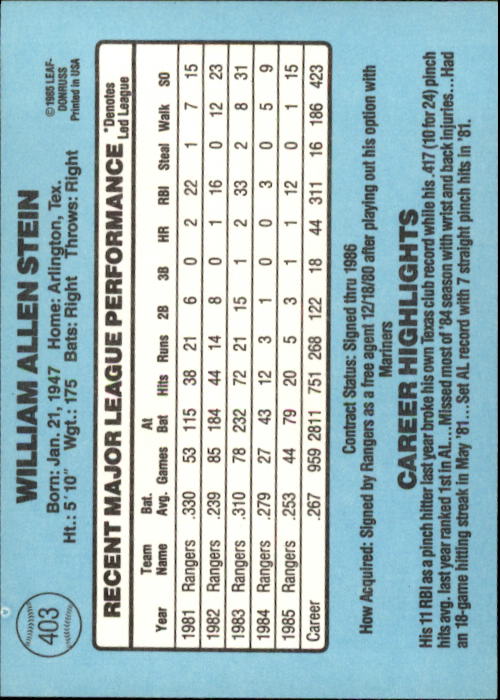 403
WILLIAM ALLEN STEIN
Born: Jan. 21, 1947 Home: Arlington, Tex.
Ht.: 5'10" Wgt.: 175 Bats: Right Throws: Right
©1985 LEAF-
DONRUSS
Printed in USA
RECENT MAJOR LEAGUE PERFORMANCE
*Denotes
Led League
Team Bat. At
Year Name Avg. Games Bat Hits Runs 2B 3B HR RBI Steal Walk SO
1981 Rangers .330 53 115 38 21 6 0 2 22 1 7 15
1982 Rangers .239 85 184 44 14 8 0 1 16 0 12 23
1983 Rangers .310 78 232 72 21 15 1 2 33 2 8 31
1984 Rangers .279 27 43 12 3 1 0 0 3 0 5 9
1985 Rangers .253 44 79 20 5 3 1 1 12 0 1 15
Career .267 959 2811 751 268 122 18 44 311 16 186 423
Contract Status: Signed thru 1986
How Acquired: Signed by Rangers as a free agent 12/18/80 after playing out his option with
Mariners
CAREER HIGHLIGHTS
His 11 RBI as a pinch hitter last year broke his own Texas club record while his .417 (10 for 24) pinch
hits avg. last year ranked 1st in AL...Missed most of '84 season with wrist and back injuries...Had
an 18-game hitting streak in May '81...Set AL record with 7 straight pinch hits in '81.